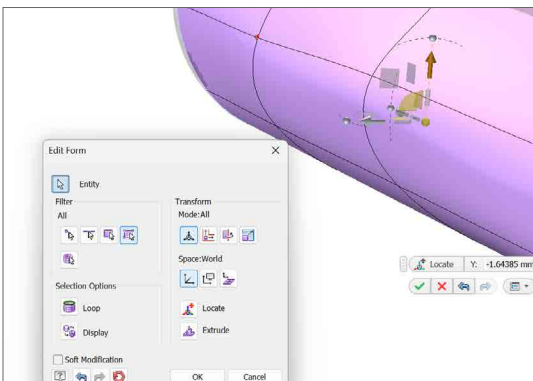 Edit Form
Entity
Filter
All
Selection Options
Loop
Display
Soft Modification
Transform
Mode:All
Space:World
Locate
Extrude
OK Cancel
Locate Y: -1.64385 mm